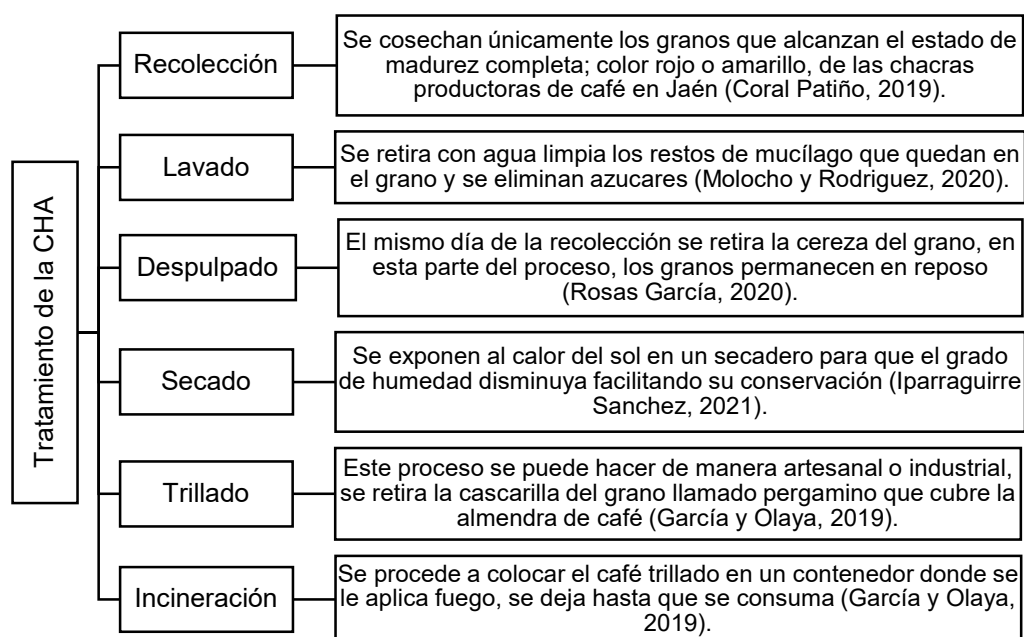 Tratamiento de la CHA
Recolección
Se cosechan únicamente los granos que alcanzan el estado de
madurez completa; color rojo o amarillo, de las chacras
productoras de café en Jaén (Coral Patiño, 2019).
Lavado
Se retira con agua limpia los restos de mucílago que quedan en
el grano y se eliminan azucares (Molocho y Rodriguez, 2020).
Despulpado
El mismo día de la recolección se retira la cereza del grano, en
esta parte del proceso, los granos permanecen en reposo
(Rosas García, 2020).
Secado
Se exponen al calor del sol en un secadero para que el grado
de humedad disminuya facilitando su conservación (Iparraguirre
Sanchez, 2021).
Trillado
Este proceso se puede hacer de manera artesanal o industrial,
se retira la cascarilla del grano llamado pergamino que cubre la
almendra de café (García y Olaya, 2019).
Incineración
Se procede a colocar el café trillado en un contenedor donde se
le aplica fuego, se deja hasta que se consuma (García y Olaya,
2019).